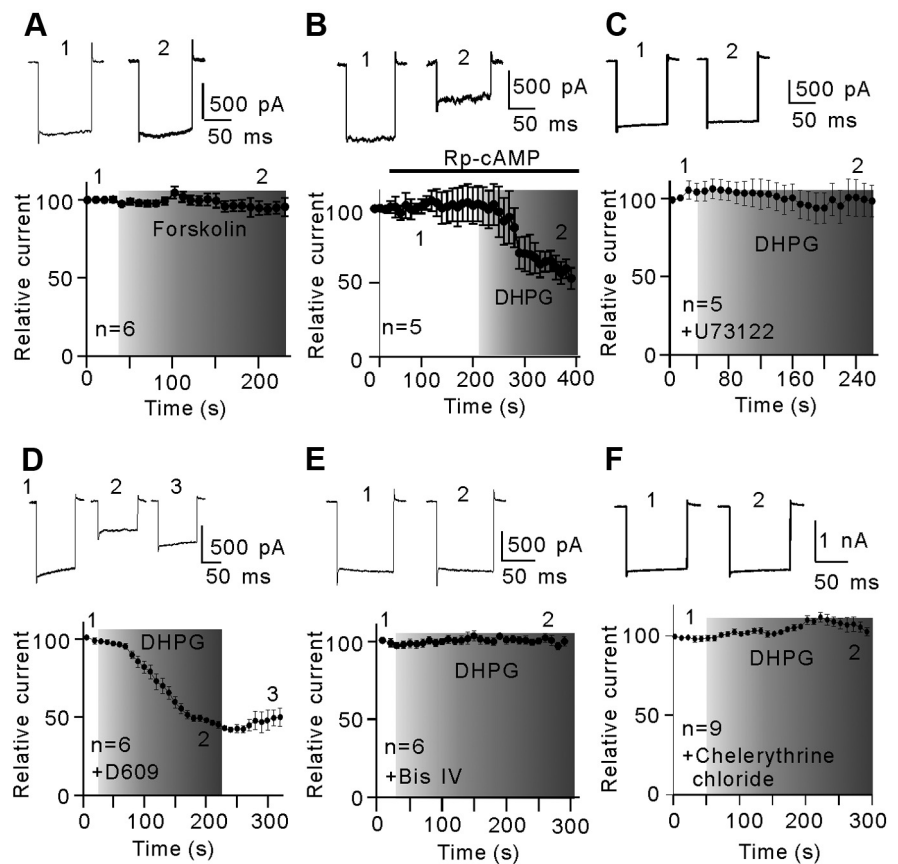 A
1 2
500 pA
50 ms
1 2
Forskolin
n=6
Relative current
100
50
0
0 100 200
Time (s)
B
1 2
500 pA
50 ms
Rp-cAMP
1 2
DHPG
n=5
Relative current
100
50
0
0 100 200 300 400
Time (s)
C
1 2
500 pA
50 ms
1 2
DHPG
n=5
+U73122
Relative current
100
50
0
0 80 160 240
Time (s)
D
1 2 3
500 pA
50 ms
1 DHPG
2 3
n=6
+D609
Relative current
100
50
0
0 100 200 300
Time (s)
E
1 2
500 pA
50 ms
1 2
DHPG
n=6
+Bis IV
Relative current
100
50
0
0 100 200 300
Time (s)
F
1 2
1 nA
50 ms
1
DHPG 2
n=9
+Chelerythrine
chloride
Relative current
100
50
0
0 100 200 300
Time (s)